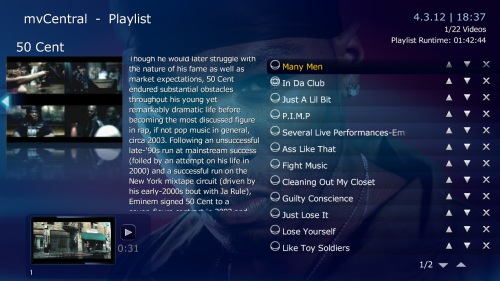 mvCentral - Playlist
4.3.12 | 18:37
1/22 Videos
Playlist Runtime: 01:42:44
50 Cent
Though he would later struggle with
the nature of his fame as well as
market expectations, 50 Cent
endured substantial obstacles
throughout his young yet
remarkably dramatic life before
becoming the most discussed figure
in rap, if not pop music in general,
circa 2003. Following an unsuccessful
late-'90s run at mainstream success
(foiled by an attempt on his life in
2000) and a successful run on the
New York mixtape circuit (driven by
his early-2000s bout with Ja Rule),
Eminem signed 50 Cent to a
Many Men
In Da Club
Just A Lil Bit
P.I.M.P
Several Live Performances-Em
Ass Like That
Fight Music
Cleaning Out My Closet
Guilty Conscience
Just Lose It
Lose Yourself
Like Toy Soldiers
0:31
1
1/2